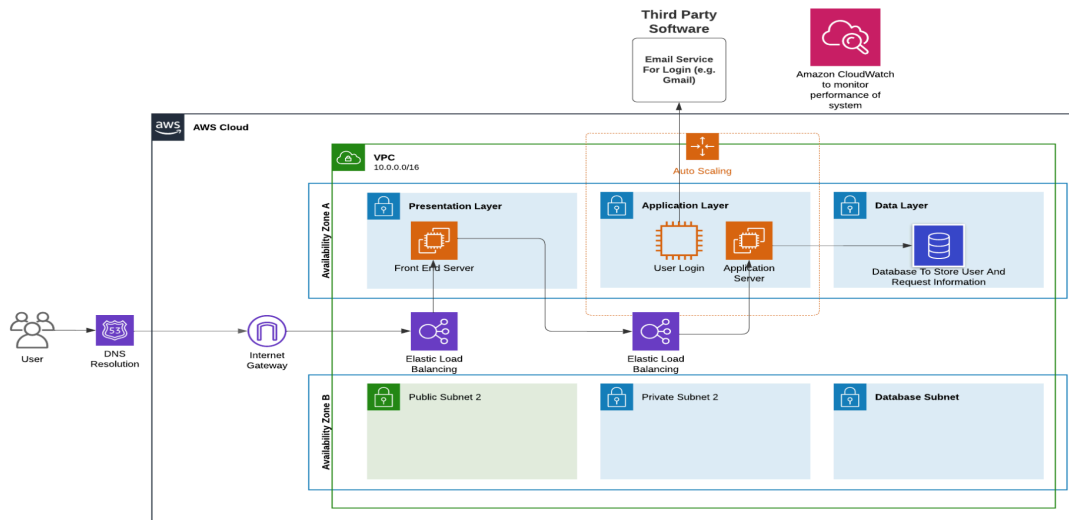 Third Party
Software
Email Service
For Login (e.g.
Gmail)
Amazon CloudWatch
to monitor
performance of
system
aws
AWS Cloud
VPC
10.0.0.0/16
Auto Scaling
Availability Zone A
Presentation Layer
Front End Server
Application Layer
User Login
Application
Server
Data Layer
Database To Store User And
Request Information
User
53
DNS
Resolution
Internet
Gateway
Elastic Load
Balancing
Elastic Load
Balancing
Availability Zone B
Public Subnet 2
Private Subnet 2
Database Subnet